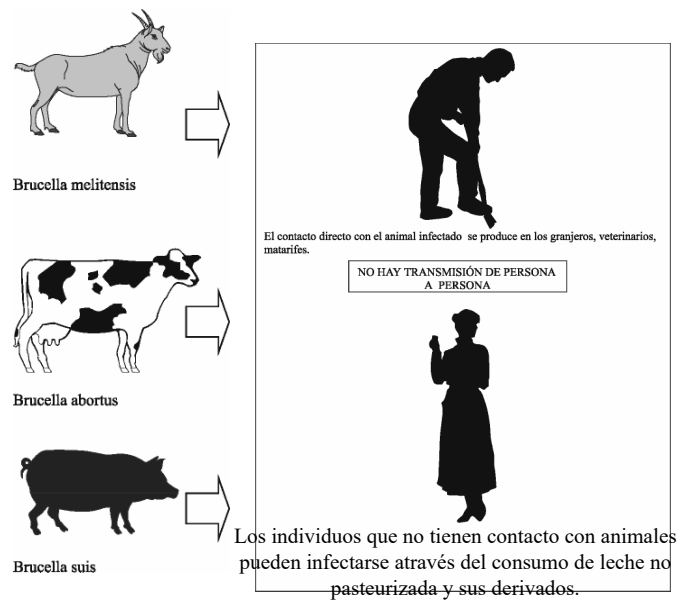 Brucella melitensis
El contacto directo con el animal infectado se produce en los granjeros, veterinarios,
matarifes.
NO HAY TRANSMISIÓN DE PERSONA
A PERSONA
Brucella abortus
Los individuos que no tienen contacto con animales
pueden infectarse através del consumo de leche no
pasteurizada y sus derivados.
Brucella suis